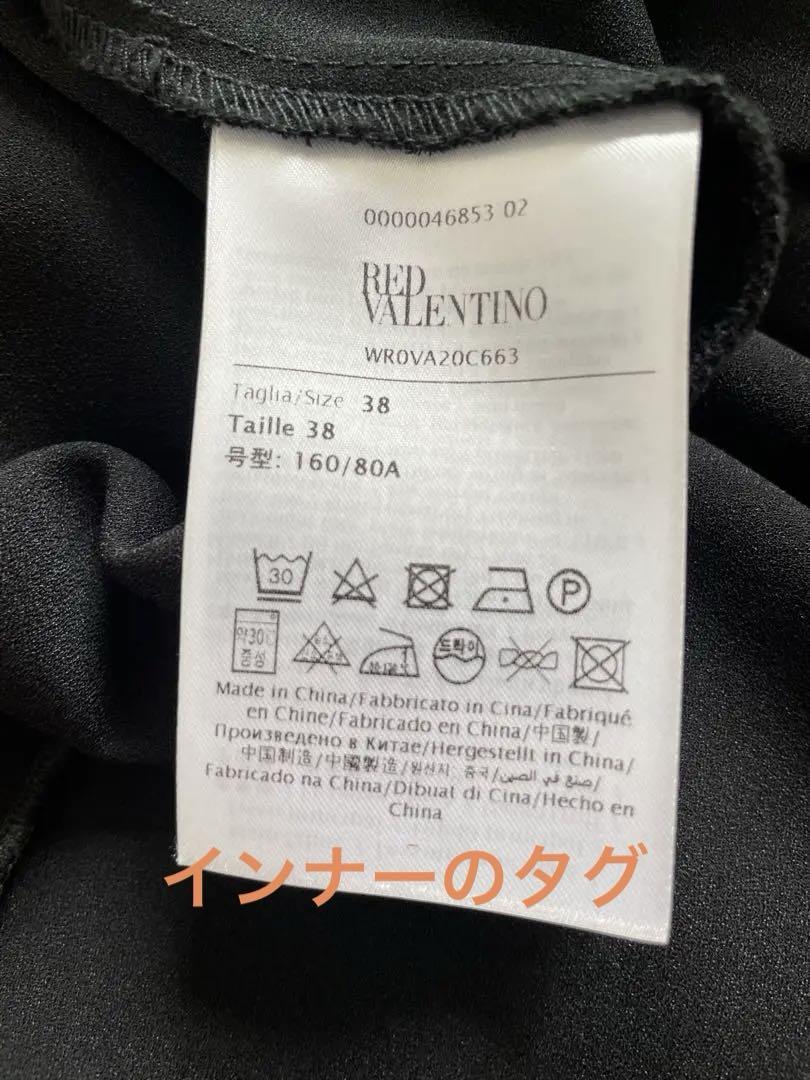 0000046853 02
RED
VALENTINO
WR0VA20C663
Taglia/Size 38
Taille 38
号型: 160/80A
30
P
약30℃
중성
드라이
Made in China/Fabbricato in Cina/Fabriqué
en Chine/Fabricado en China/中国製/
Произведено в Китае/Hergestellt in China/
中国制造/中國製造/원산지: 중국/صنع في الصين/
Fabricado na China/Dibuat di Cina/Hecho en
China
インナーのタグ